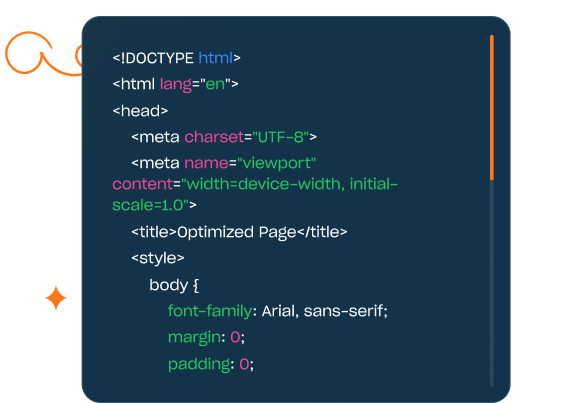 <!DOCTYPE html>
<html lang="en">
<head>
<meta charset="UTF-8">
<meta name="viewport"
content="width=device-width, initial-
scale=1.0">
<title>Optimized Page</title>
<style>
body {
font-family: Arial, sans-serif;
margin: 0;
padding: 0;